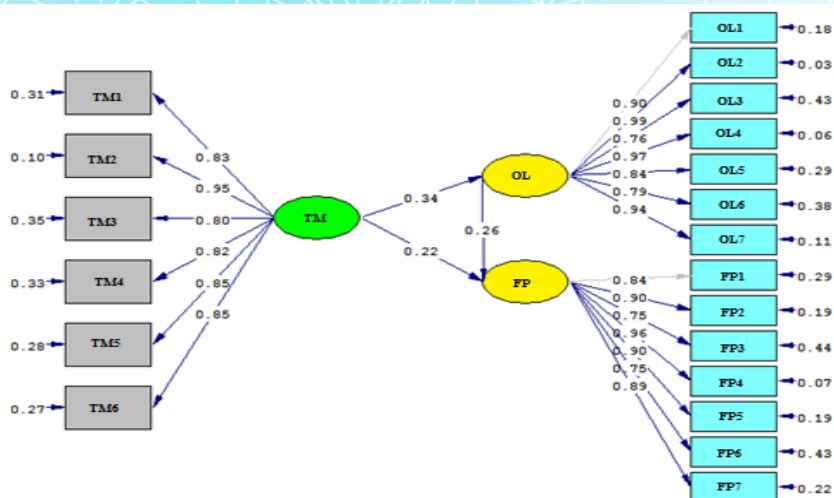 0.31 TM1
0.10 TM2
0.35 TM3
0.33 TM4
0.28 TM5
0.27 TM6
0.83
0.95
0.80
0.82
0.85
0.85
TM
0.34
0.22
0.26
OL
FP
0.90
0.99
0.76
0.97
0.84
0.79
0.94
0.84
0.90
0.75
0.96
0.90
0.75
0.89
OL1 0.18
OL2 0.03
OL3 0.43
OL4 0.06
OL5 0.29
OL6 0.38
OL7 0.11
FP1 0.29
FP2 0.19
FP3 0.44
FP4 0.07
FP5 0.19
FP6 0.43
FP7 0.22